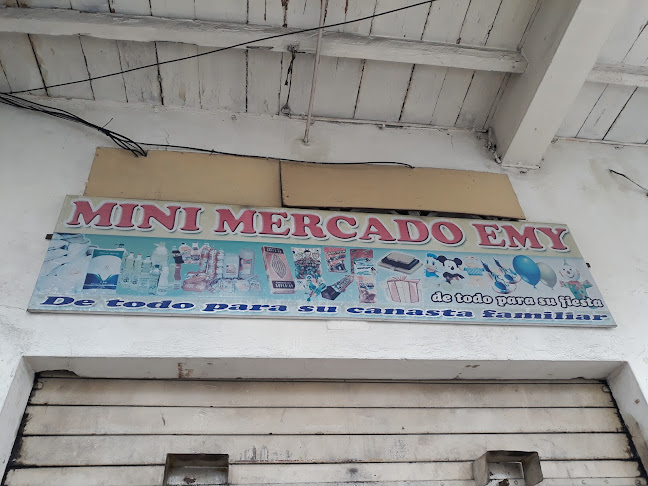 MINI MERCADO EMY
de todo para su fiesta
De todo para su canasta familiar